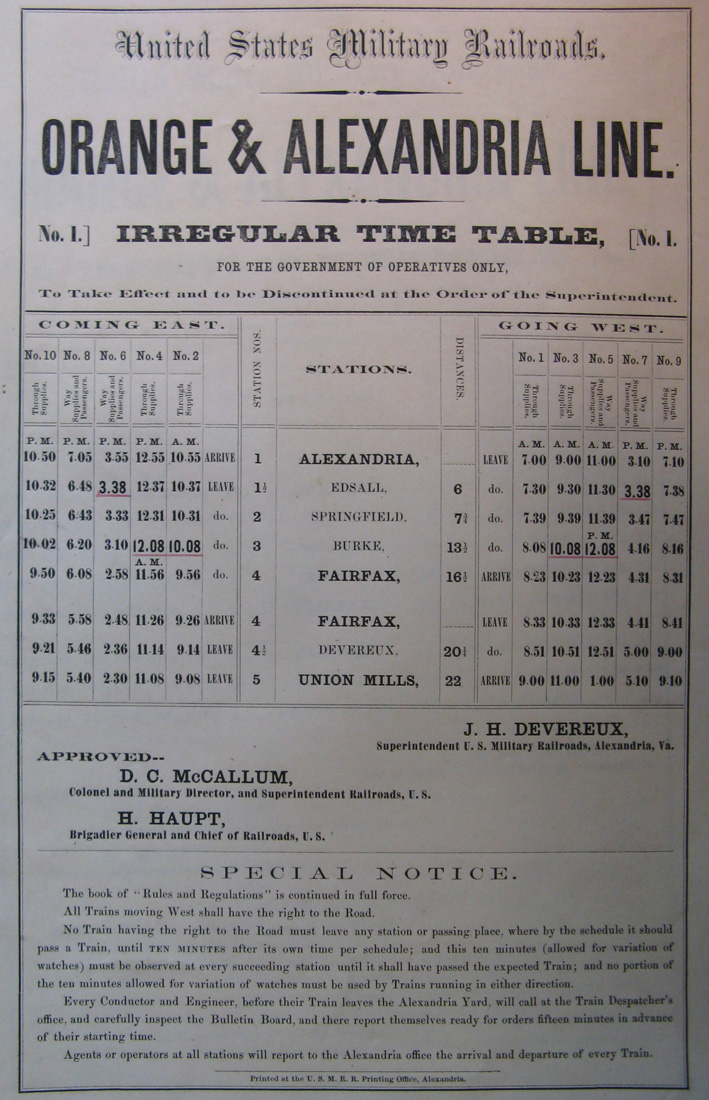 United States Military Railroads.
ORANGE & ALEXANDRIA LINE.
No. 1.] IRREGULAR TIME TABLE, [No. 1.
FOR THE GOVERNMENT OF OPERATIVES ONLY,
To Take Effect and to be Discontinued at the Order of the Superintendent.
COMING EAST. STATION NOS. STATIONS. DISTANCES. GOING WEST.
No. 10 No. 8 No. 6 No. 4 No. 2 No. 1 No. 3 No. 5 No. 7 No. 9
Through Supplies. Way Supplies and Passengers. Way Supplies and Passengers. Through Supplies. Through Supplies. Through Supplies. Through Supplies. Way Supplies and Passengers. Way Supplies and Passengers. Through Supplies.
P. M. P. M. P. M. P. M. A. M. A. M. A. M. A. M. P. M. P. M.
10.50 7.05 3.55 12.55 10.55 ARRIVE 1 ALEXANDRIA, LEAVE 7.00 9.00 11.00 3.10 7.10
10.32 6.48 3.38 12.37 10.37 LEAVE 1½ EDSALL, 6 do. 7.30 9.30 11.30 3.38 7.38
10.25 6.43 3.33 12.31 10.31 do. 2 SPRINGFIELD, 7¾ do. 7.39 9.39 11.39 3.47 7.47
P. M.
10.02 6.20 3.10 12.08 10.08 do. 3 BURKE, 13½ do. 8.08 10.08 12.08 4.16 8.16
A. M.
9.50 6.08 2.58 11.56 9.56 do. 4 FAIRFAX, 16½ ARRIVE 8.23 10.23 12.23 4.31 8.31
9.33 5.58 2.48 11.26 9.26 ARRIVE 4 FAIRFAX, LEAVE 8.33 10.33 12.33 4.41 8.41
9.21 5.46 2.36 11.14 9.14 LEAVE 4½ DEVEREUX, 20½ do. 8.51 10.51 12.51 5.00 9.00
9.15 5.40 2.30 11.08 9.08 LEAVE 5 UNION MILLS, 22 ARRIVE 9.00 11.00 1.00 5.10 9.10
J. H. DEVEREUX,
Superintendent U. S. Military Railroads, Alexandria, Va.
APPROVED--
D. C. McCALLUM,
Colonel and Military Director, and Superintendent Railroads, U. S.
H. HAUPT,
Brigadier General and Chief of Railroads, U. S.
SPECIAL NOTICE.
The book of "Rules and Regulations" is continued in full force.
All Trains moving West shall have the right to the Road.
No Train having the right to the Road must leave any station or passing place, where by the schedule it should
pass a Train, until TEN MINUTES after its own time per schedule; and this ten minutes (allowed for variation of
watches) must be observed at every succeeding station until it shall have passed the expected Train; and no portion of
the ten minutes allowed for variation of watches must be used by Trains running in either direction.
Every Conductor and Engineer, before their Train leaves the Alexandria Yard, will call at the Train Despatcher's
office, and carefully inspect the Bulletin Board, and there report themselves ready for orders fifteen minutes in advance
of their starting time.
Agents or operators at all stations will report to the Alexandria office the arrival and departure of every Train.
Printed at the U. S. M. R. R. Printing Office, Alexandria.